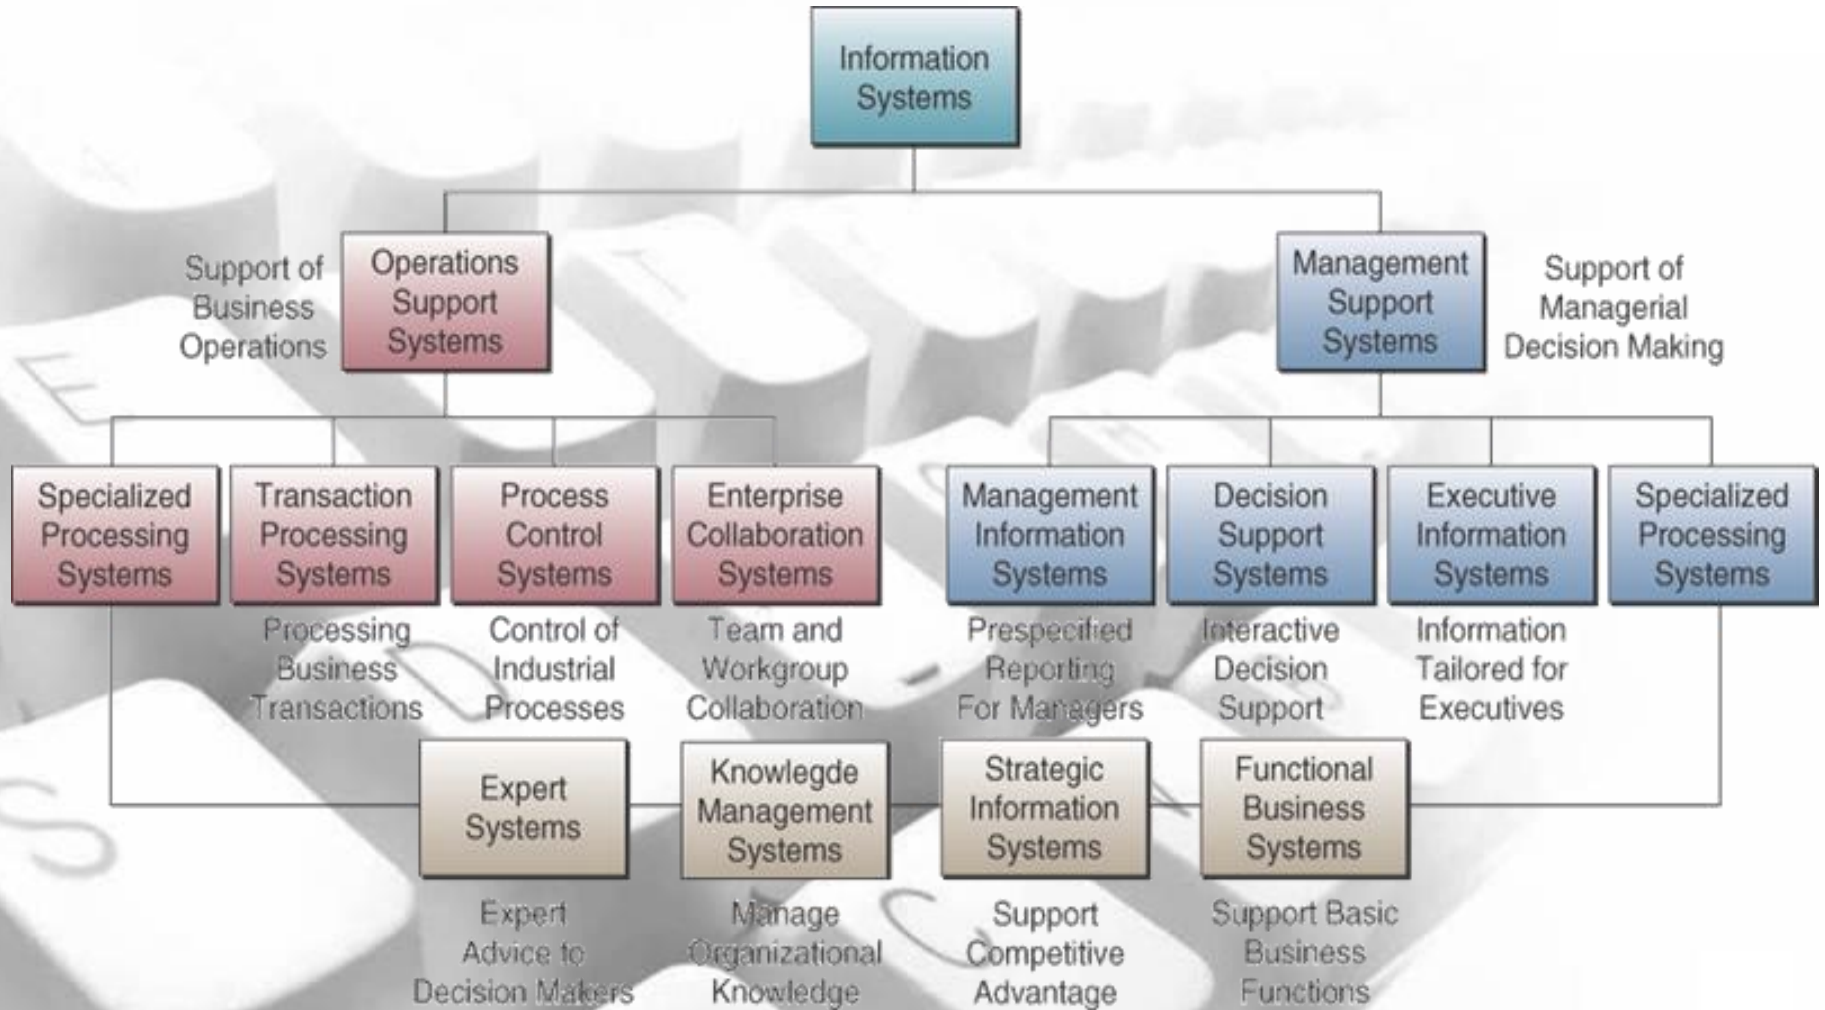 Information
Systems
Support of
Business
Operations
Operations
Support
Systems
Management
Support
Systems
Support of
Managerial
Decision Making
Specialized
Processing
Systems
Transaction
Processing
Systems
Process
Control
Systems
Enterprise
Collaboration
Systems
Management
Information
Systems
Decision
Support
Systems
Executive
Information
Systems
Specialized
Processing
Systems
Processing
Business
Transactions
Control of
Industrial
Processes
Team and
Workgroup
Collaboration
Prespecified
Reporting
For Managers
Interactive
Decision
Support
Information
Tailored for
Executives
Expert
Systems
Knowlegde
Management
Systems
Strategic
Information
Systems
Functional
Business
Systems
Expert
Advice to
Decision Makers
Manage
Organizational
Knowledge
Support
Competitive
Advantage
Support Basic
Business
Functions
E
D
S
C